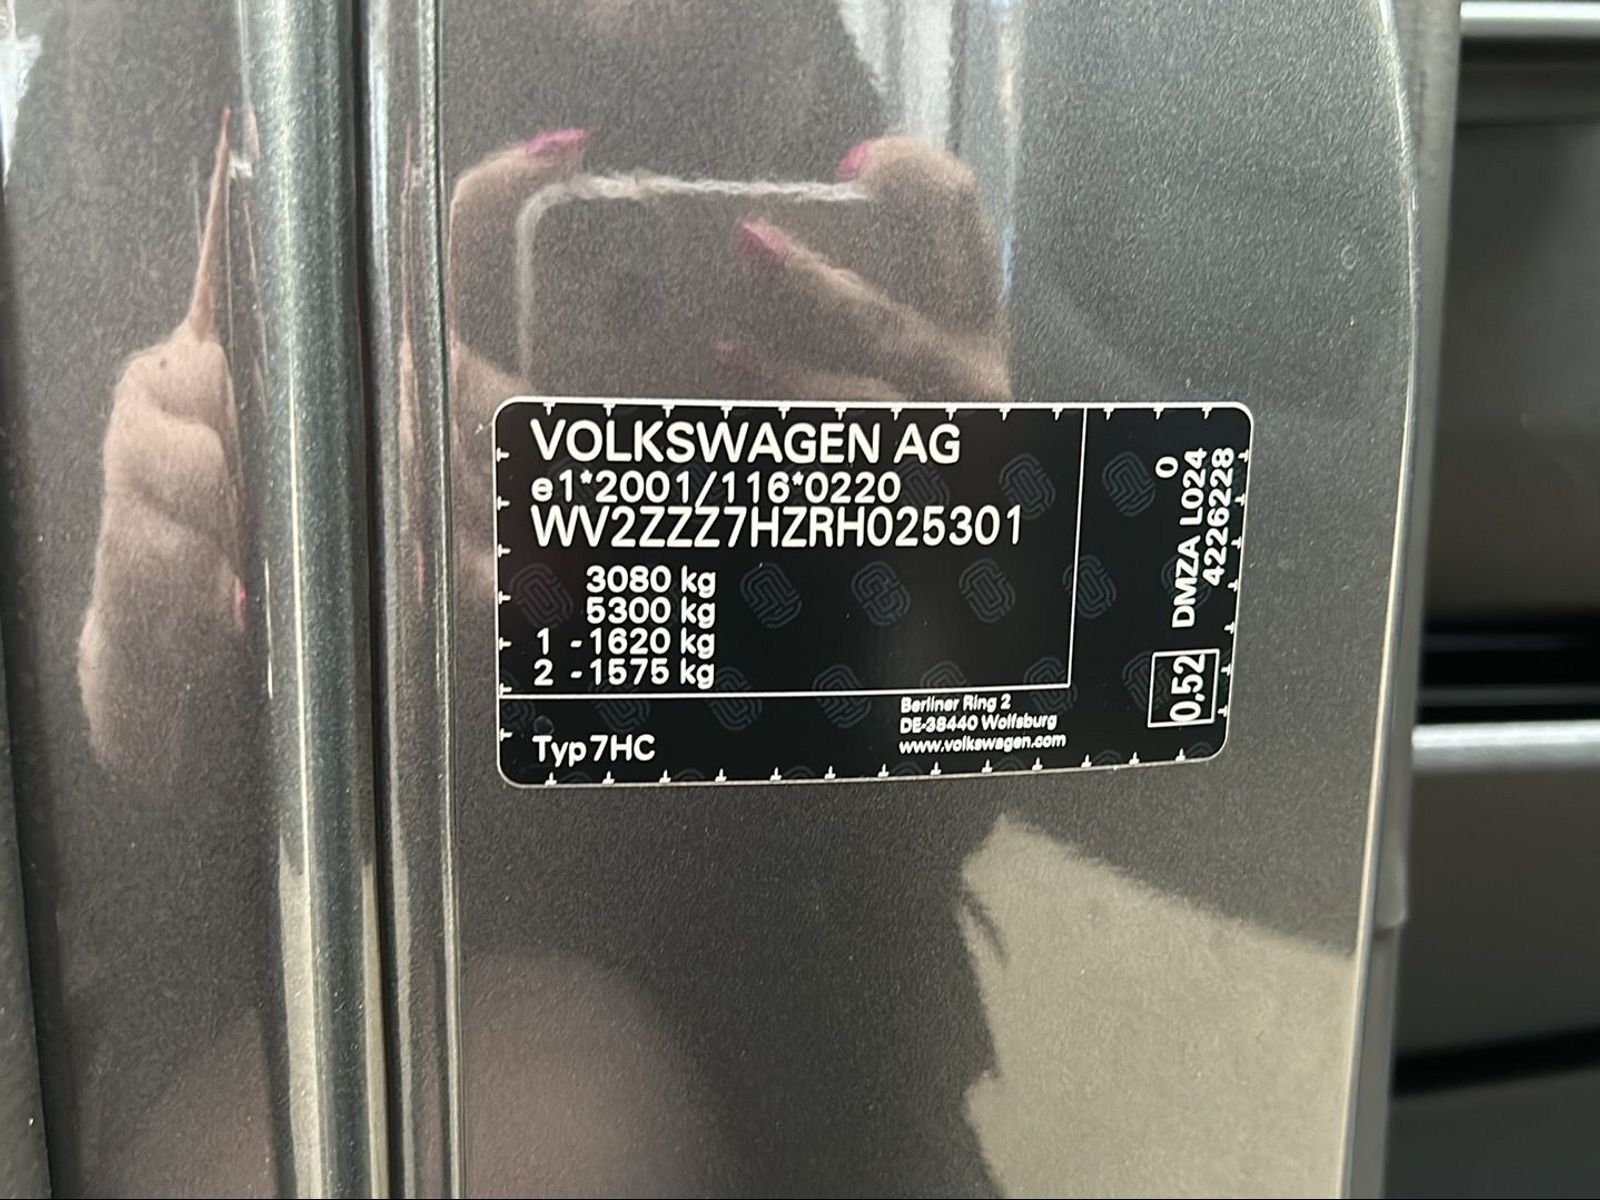 VOLKSWAGEN AG
e1*2001/116*0220
WV2ZZZ7HZRH025301
3080 kg
5300 kg
1 - 1620 kg
2 - 1575 kg
Typ 7HC
Berliner Ring 2
DE-38440 Wolfsburg
www.volkswagen.com
0
DMZA L024
4226228
0,52